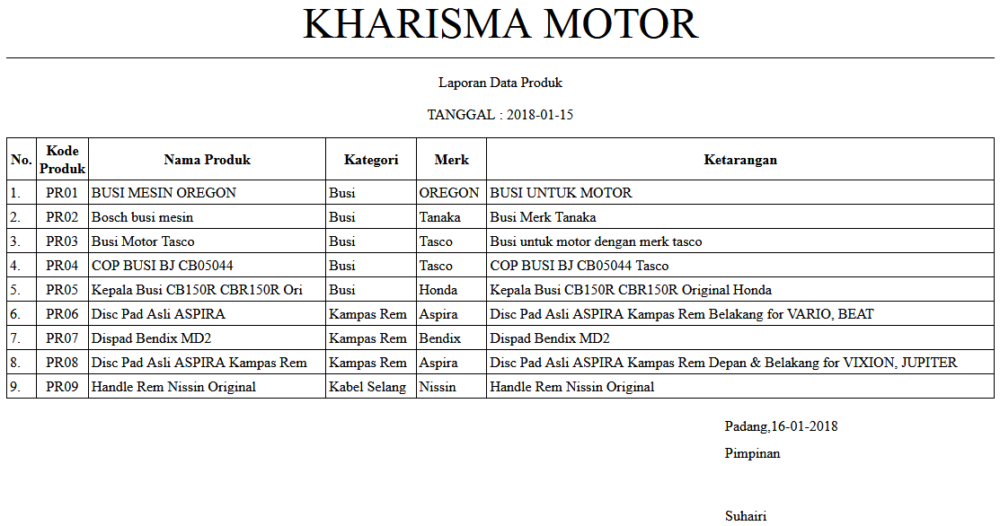 KHARISMA MOTOR
Laporan Data Produk
TANGGAL : 2018-01-15
No. Kode Produk Nama Produk Kategori Merk Ketarangan
1. PR01 BUSI MESIN OREGON Busi OREGON BUSI UNTUK MOTOR
2. PR02 Bosch busi mesin Busi Tanaka Busi Merk Tanaka
3. PR03 Busi Motor Tasco Busi Tasco Busi untuk motor dengan merk tasco
4. PR04 COP BUSI BJ CB05044 Busi Tasco COP BUSI BJ CB05044 Tasco
5. PR05 Kepala Busi CB150R CBR150R Ori Busi Honda Kepala Busi CB150R CBR150R Original Honda
6. PR06 Disc Pad Asli ASPIRA Kampas Rem Aspira Disc Pad Asli ASPIRA Kampas Rem Belakang for VARIO, BEAT
7. PR07 Dispad Bendix MD2 Kampas Rem Bendix Dispad Bendix MD2
8. PR08 Disc Pad Asli ASPIRA Kampas Rem Kampas Rem Aspira Disc Pad Asli ASPIRA Kampas Rem Depan & Belakang for VIXION, JUPITER
9. PR09 Handle Rem Nissin Original Kabel Selang Nissin Handle Rem Nissin Original
Padang,16-01-2018
Pimpinan
Suhairi